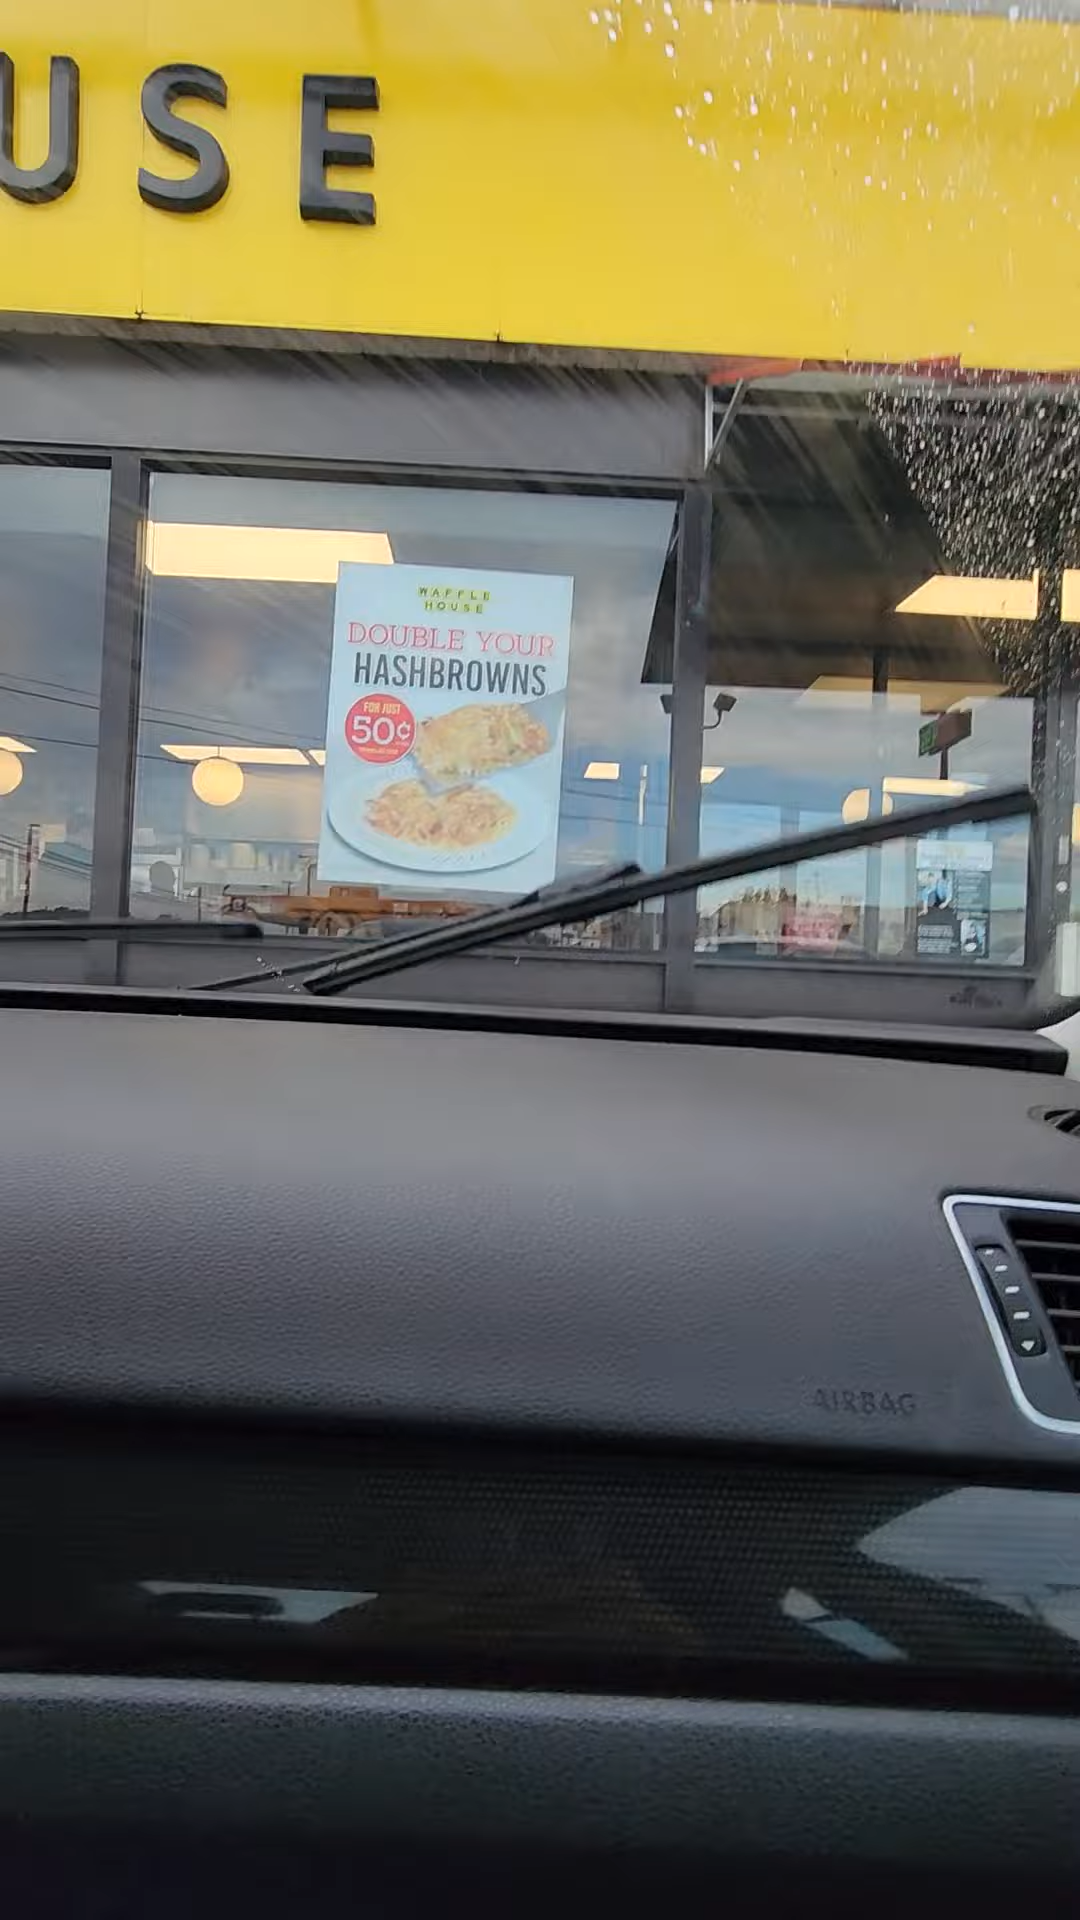 USE
WAFFLE
HOUSE
DOUBLE YOUR
HASHBROWNS
FOR JUST
50¢
AIRBAG